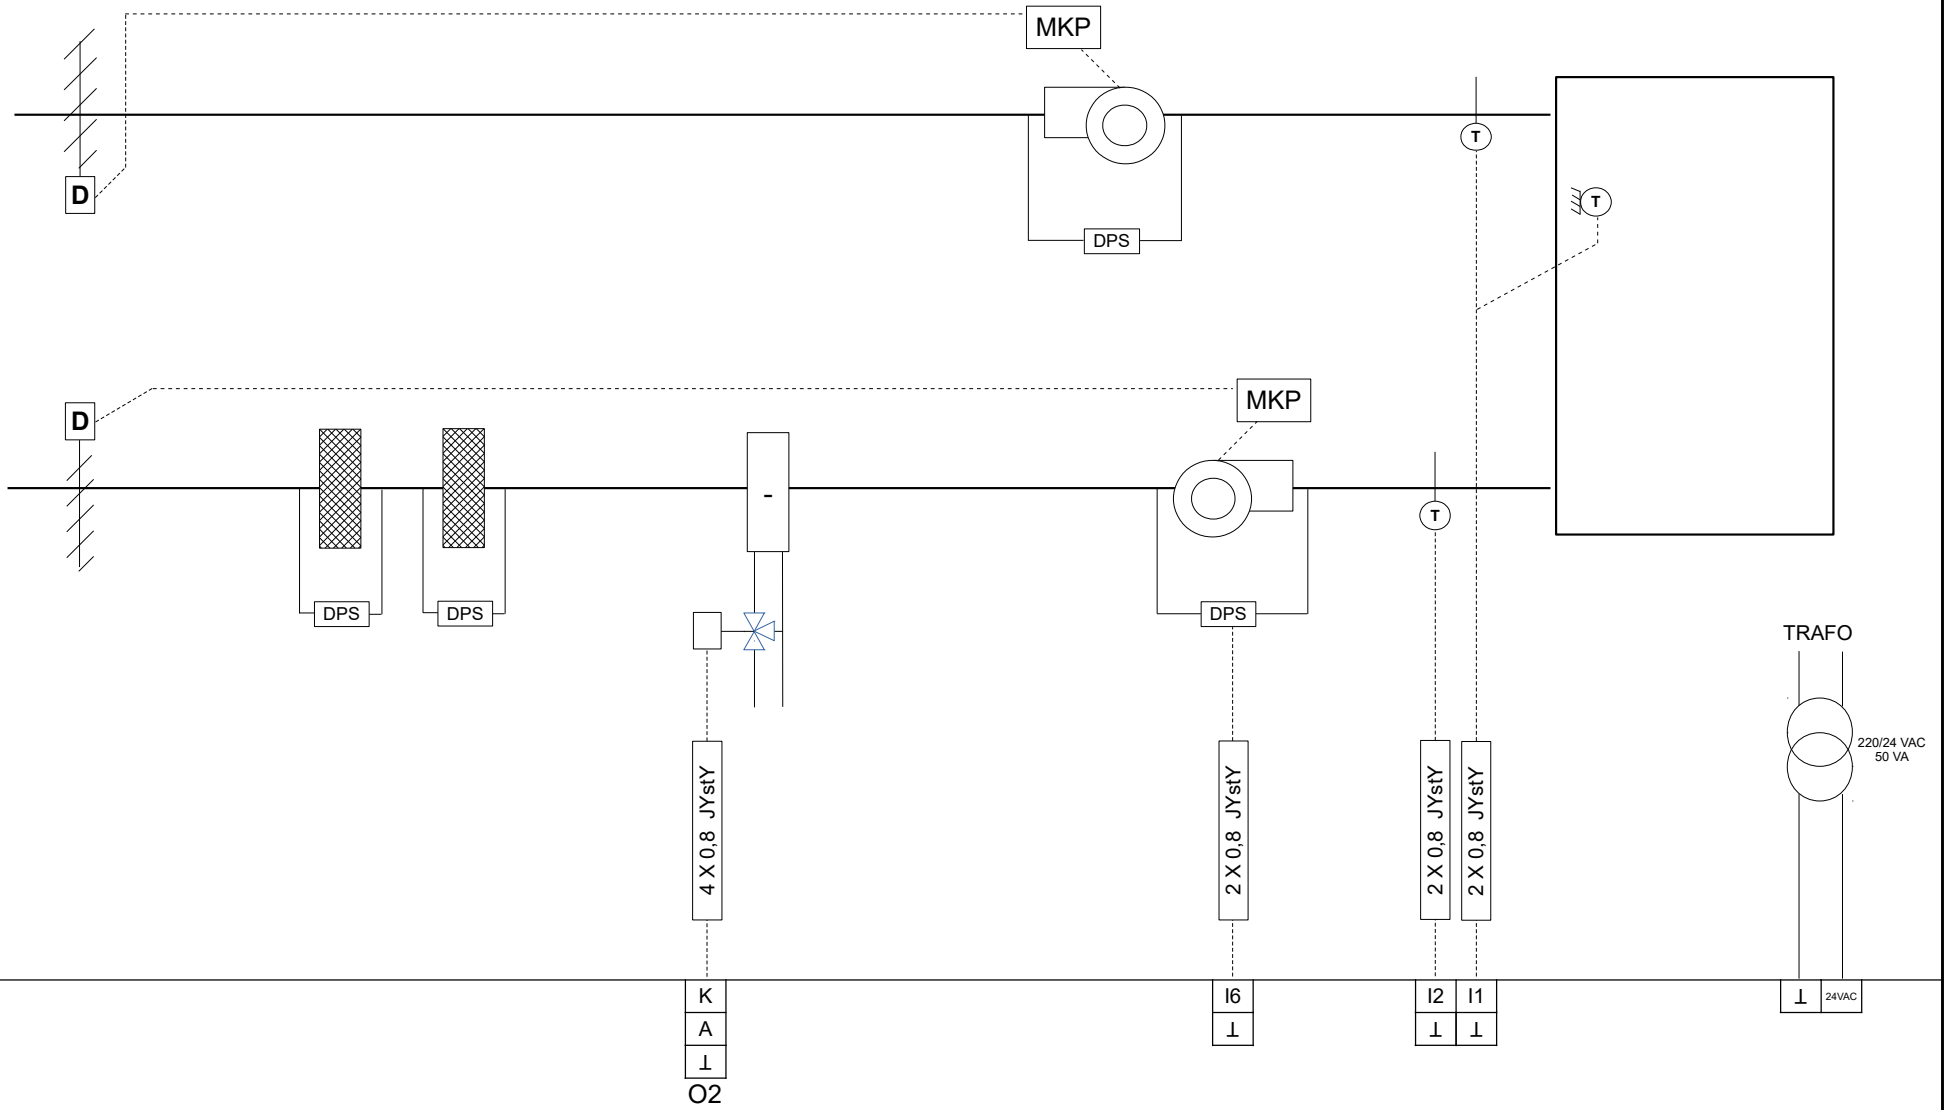 MKP
T
D
T
DPS
MKP
D
-
T
DPS
DPS
DPS
TRAFO
220/24 VAC
50 VA
4 X 0,8 JYstY
2 X 0,8 JYstY
2 X 0,8 JYstY
2 X 0,8 JYstY
K
I6
I2
I1
⊥
24VAC
A
⊥
⊥
⊥
⊥
O2